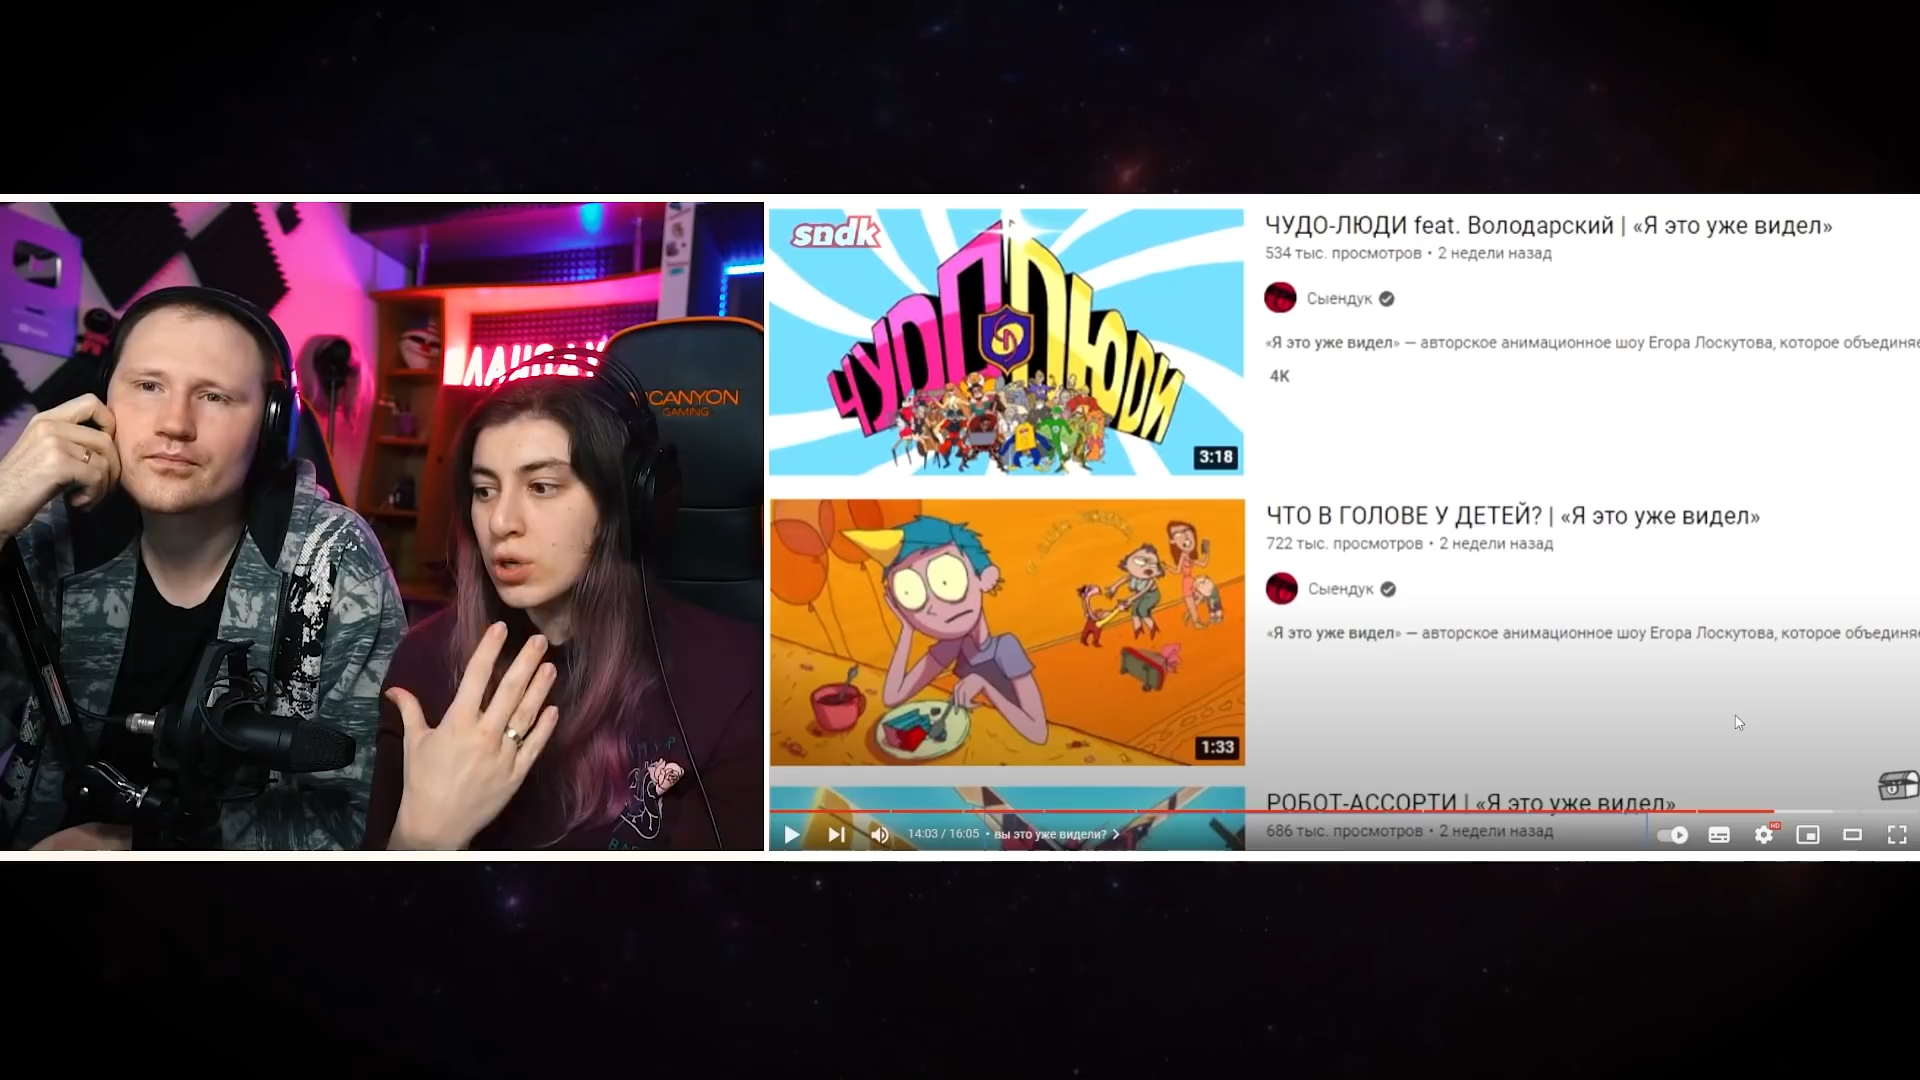 sndk
ЧУДО ЛЮДИ
3:18
ЧУДО-ЛЮДИ feat. Володарский | «Я это уже видел»
534 тыс. просмотров • 2 недели назад
Сыендук
«Я это уже видел» — авторское анимационное шоу Егора Лоскутова, которое объединяе
4K
CANYON
GAMING
1:33
ЧТО В ГОЛОВЕ У ДЕТЕЙ? | «Я это уже видел»
722 тыс. просмотров • 2 недели назад
Сыендук
«Я это уже видел» — авторское анимационное шоу Егора Лоскутова, которое объединяе
РОБОТ-АССОРТИ | «Я это уже видел»
686 тыс. просмотров • 2 недели назад
14:03 / 16:05 • вы это уже видели?
HD